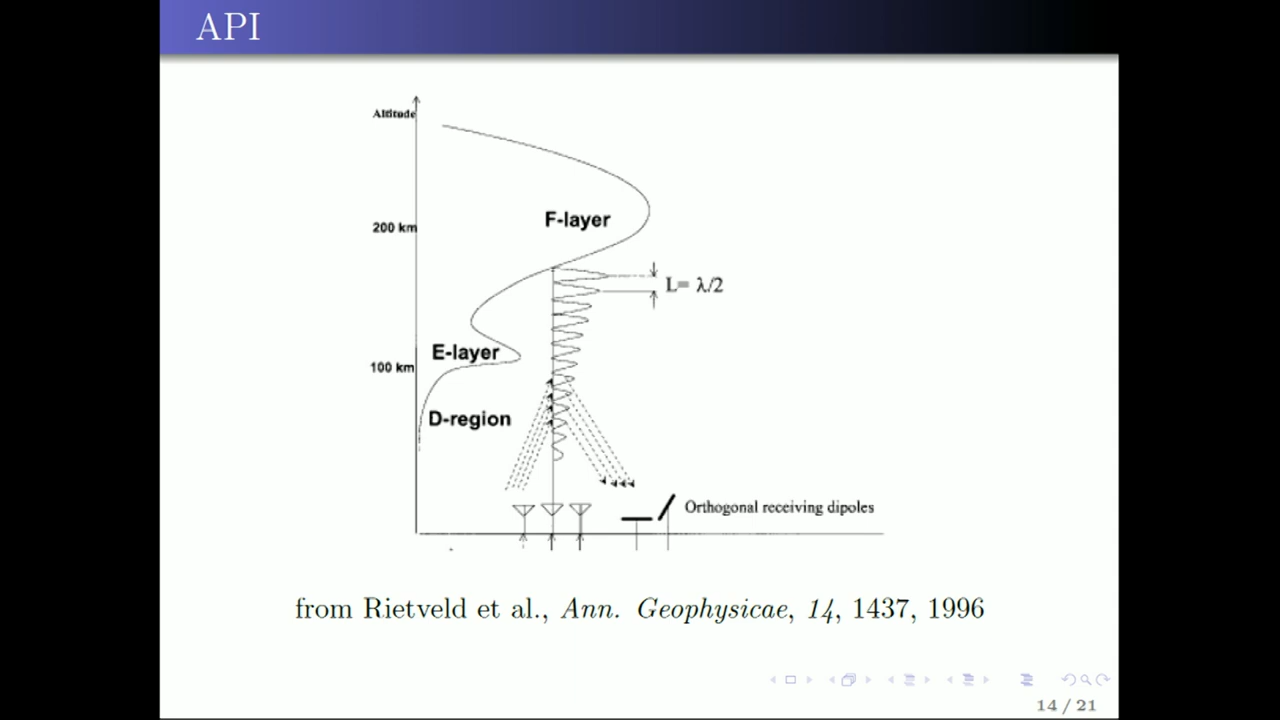 API
Altitude
200 km
F-layer
L= λ/2
E-layer
100 km
D-region
Orthogonal receiving dipoles
from Rietveld et al., Ann. Geophysicae, 14, 1437, 1996
14 / 21